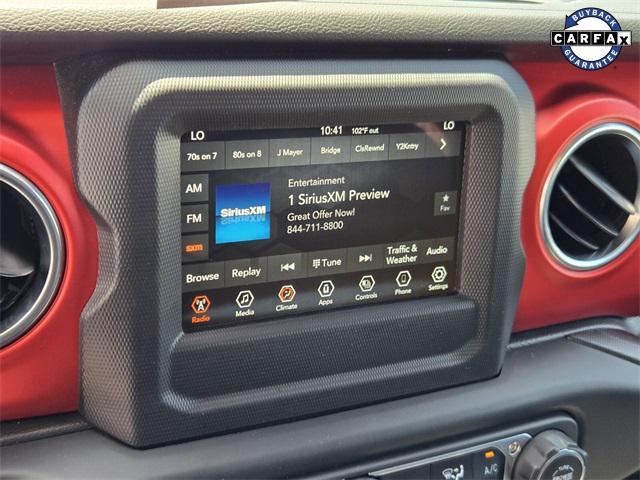 BUYBACK
CARFAX
GUARANTEE
LO 10:41 102°F out LO
70s on 7 80s on 8 J Mayer Bridge ClsRewnd Y2Kntry
AM
FM
sxm
SiriusXM
Entertainment
1 SiriusXM Preview
Great Offer Now!
844-711-8800
Fav
Browse Replay Tune Traffic & Weather Audio
Radio Media Climate Apps Controls Phone Settings
A/C
TUNE
BROWSE